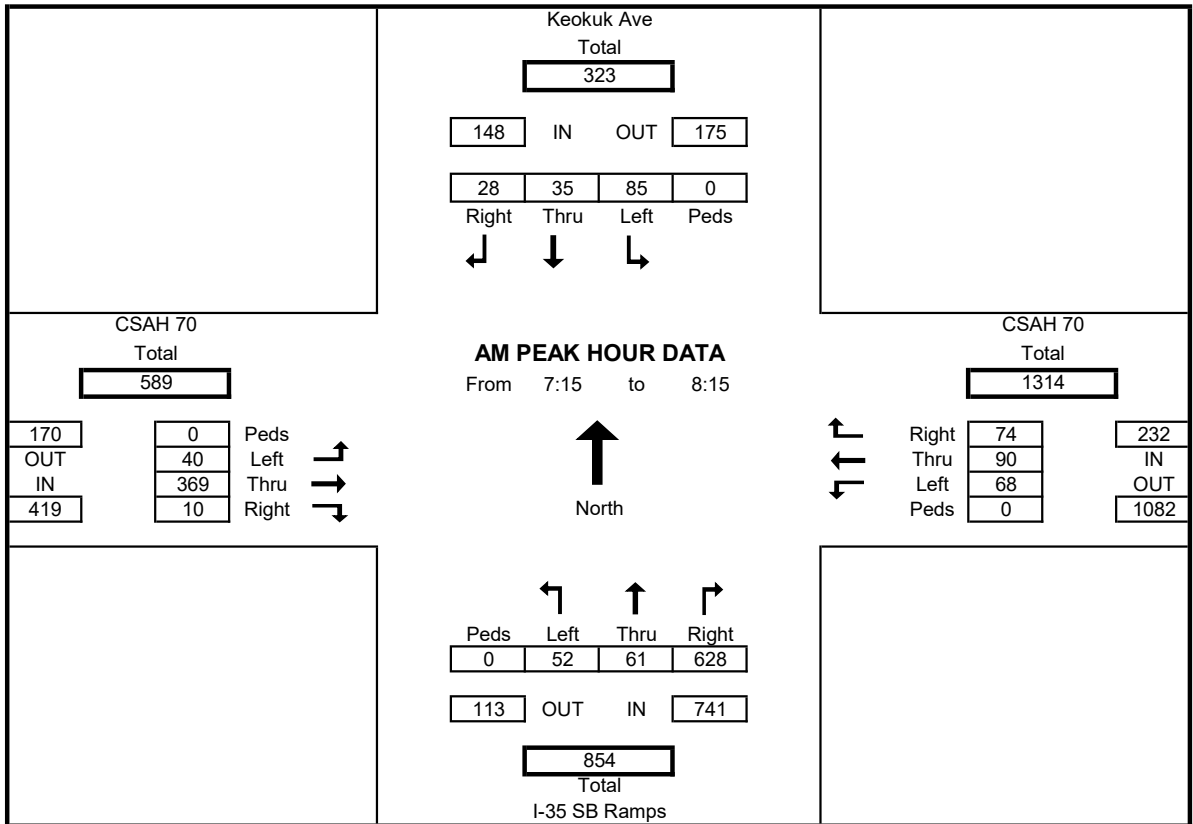 Keokuk Ave
Total
323
148 IN OUT 175
28 35 85 0
Right Thru Left Peds
CSAH 70
Total
589
170 0 Peds
OUT 40 Left
IN 369 Thru
419 10 Right
AM PEAK HOUR DATA
From 7:15 to 8:15
North
CSAH 70
Total
1314
Right 74 232
Thru 90 IN
Left 68 OUT
Peds 0 1082
Peds Left Thru Right
0 52 61 628
113 OUT IN 741
854
Total
I-35 SB Ramps